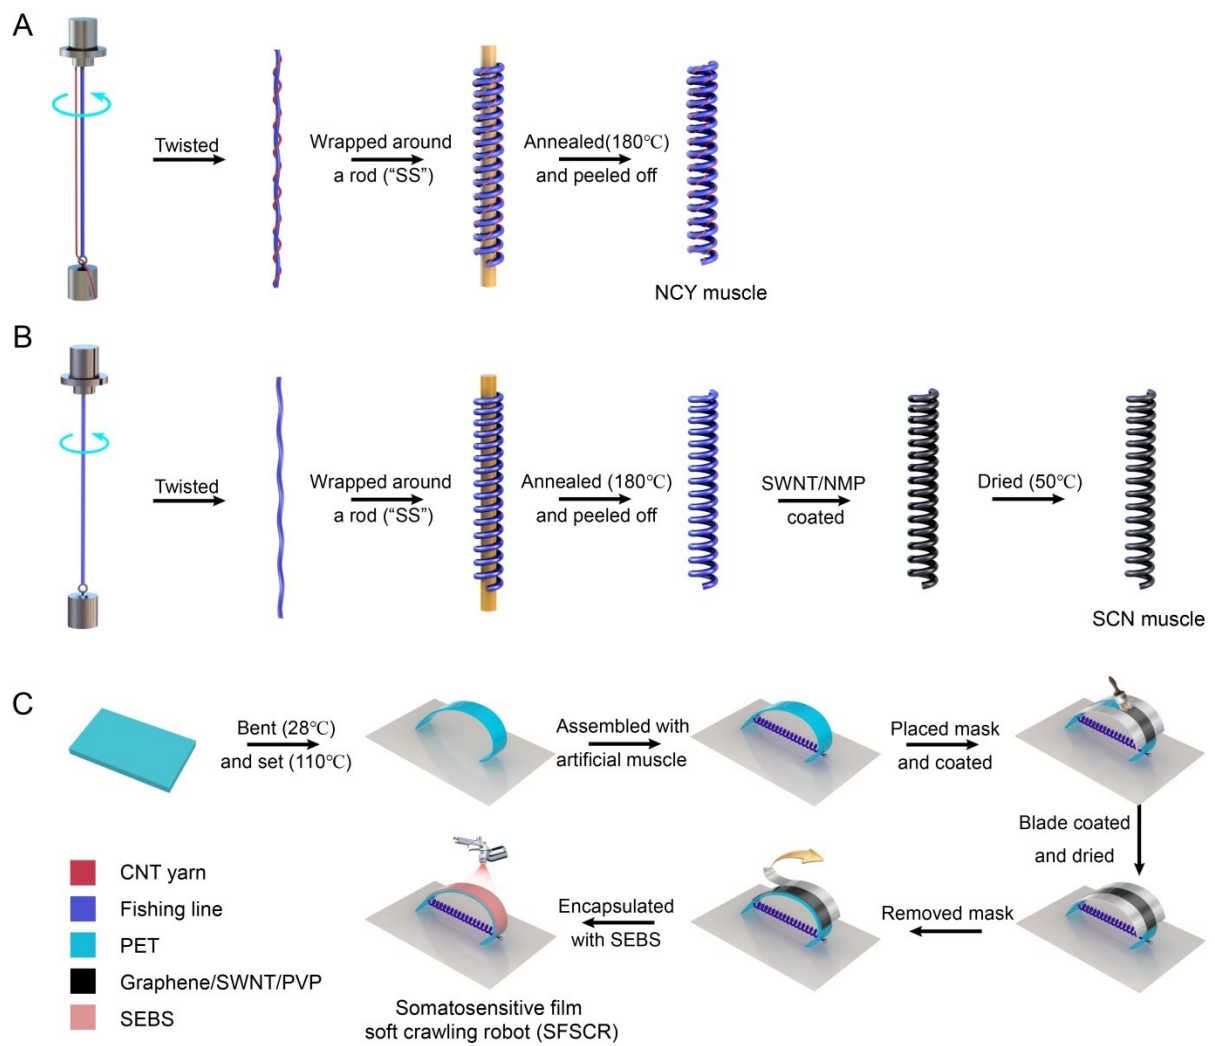 A
Twisted
Wrapped around
a rod (“SS”)
Annealed(180℃)
and peeled off
NCY muscle
B
Twisted
Wrapped around
a rod (“SS”)
Annealed (180℃)
and peeled off
SWNT/NMP
coated
Dried (50℃)
SCN muscle
C
Bent (28℃)
and set (110℃)
Assembled with
artificial muscle
Placed mask
and coated
Blade coated
and dried
Removed mask
Encapsulated
with SEBS
Somatosensitive film
soft crawling robot (SFSCR)
CNT yarn
Fishing line
PET
Graphene/SWNT/PVP
SEBS